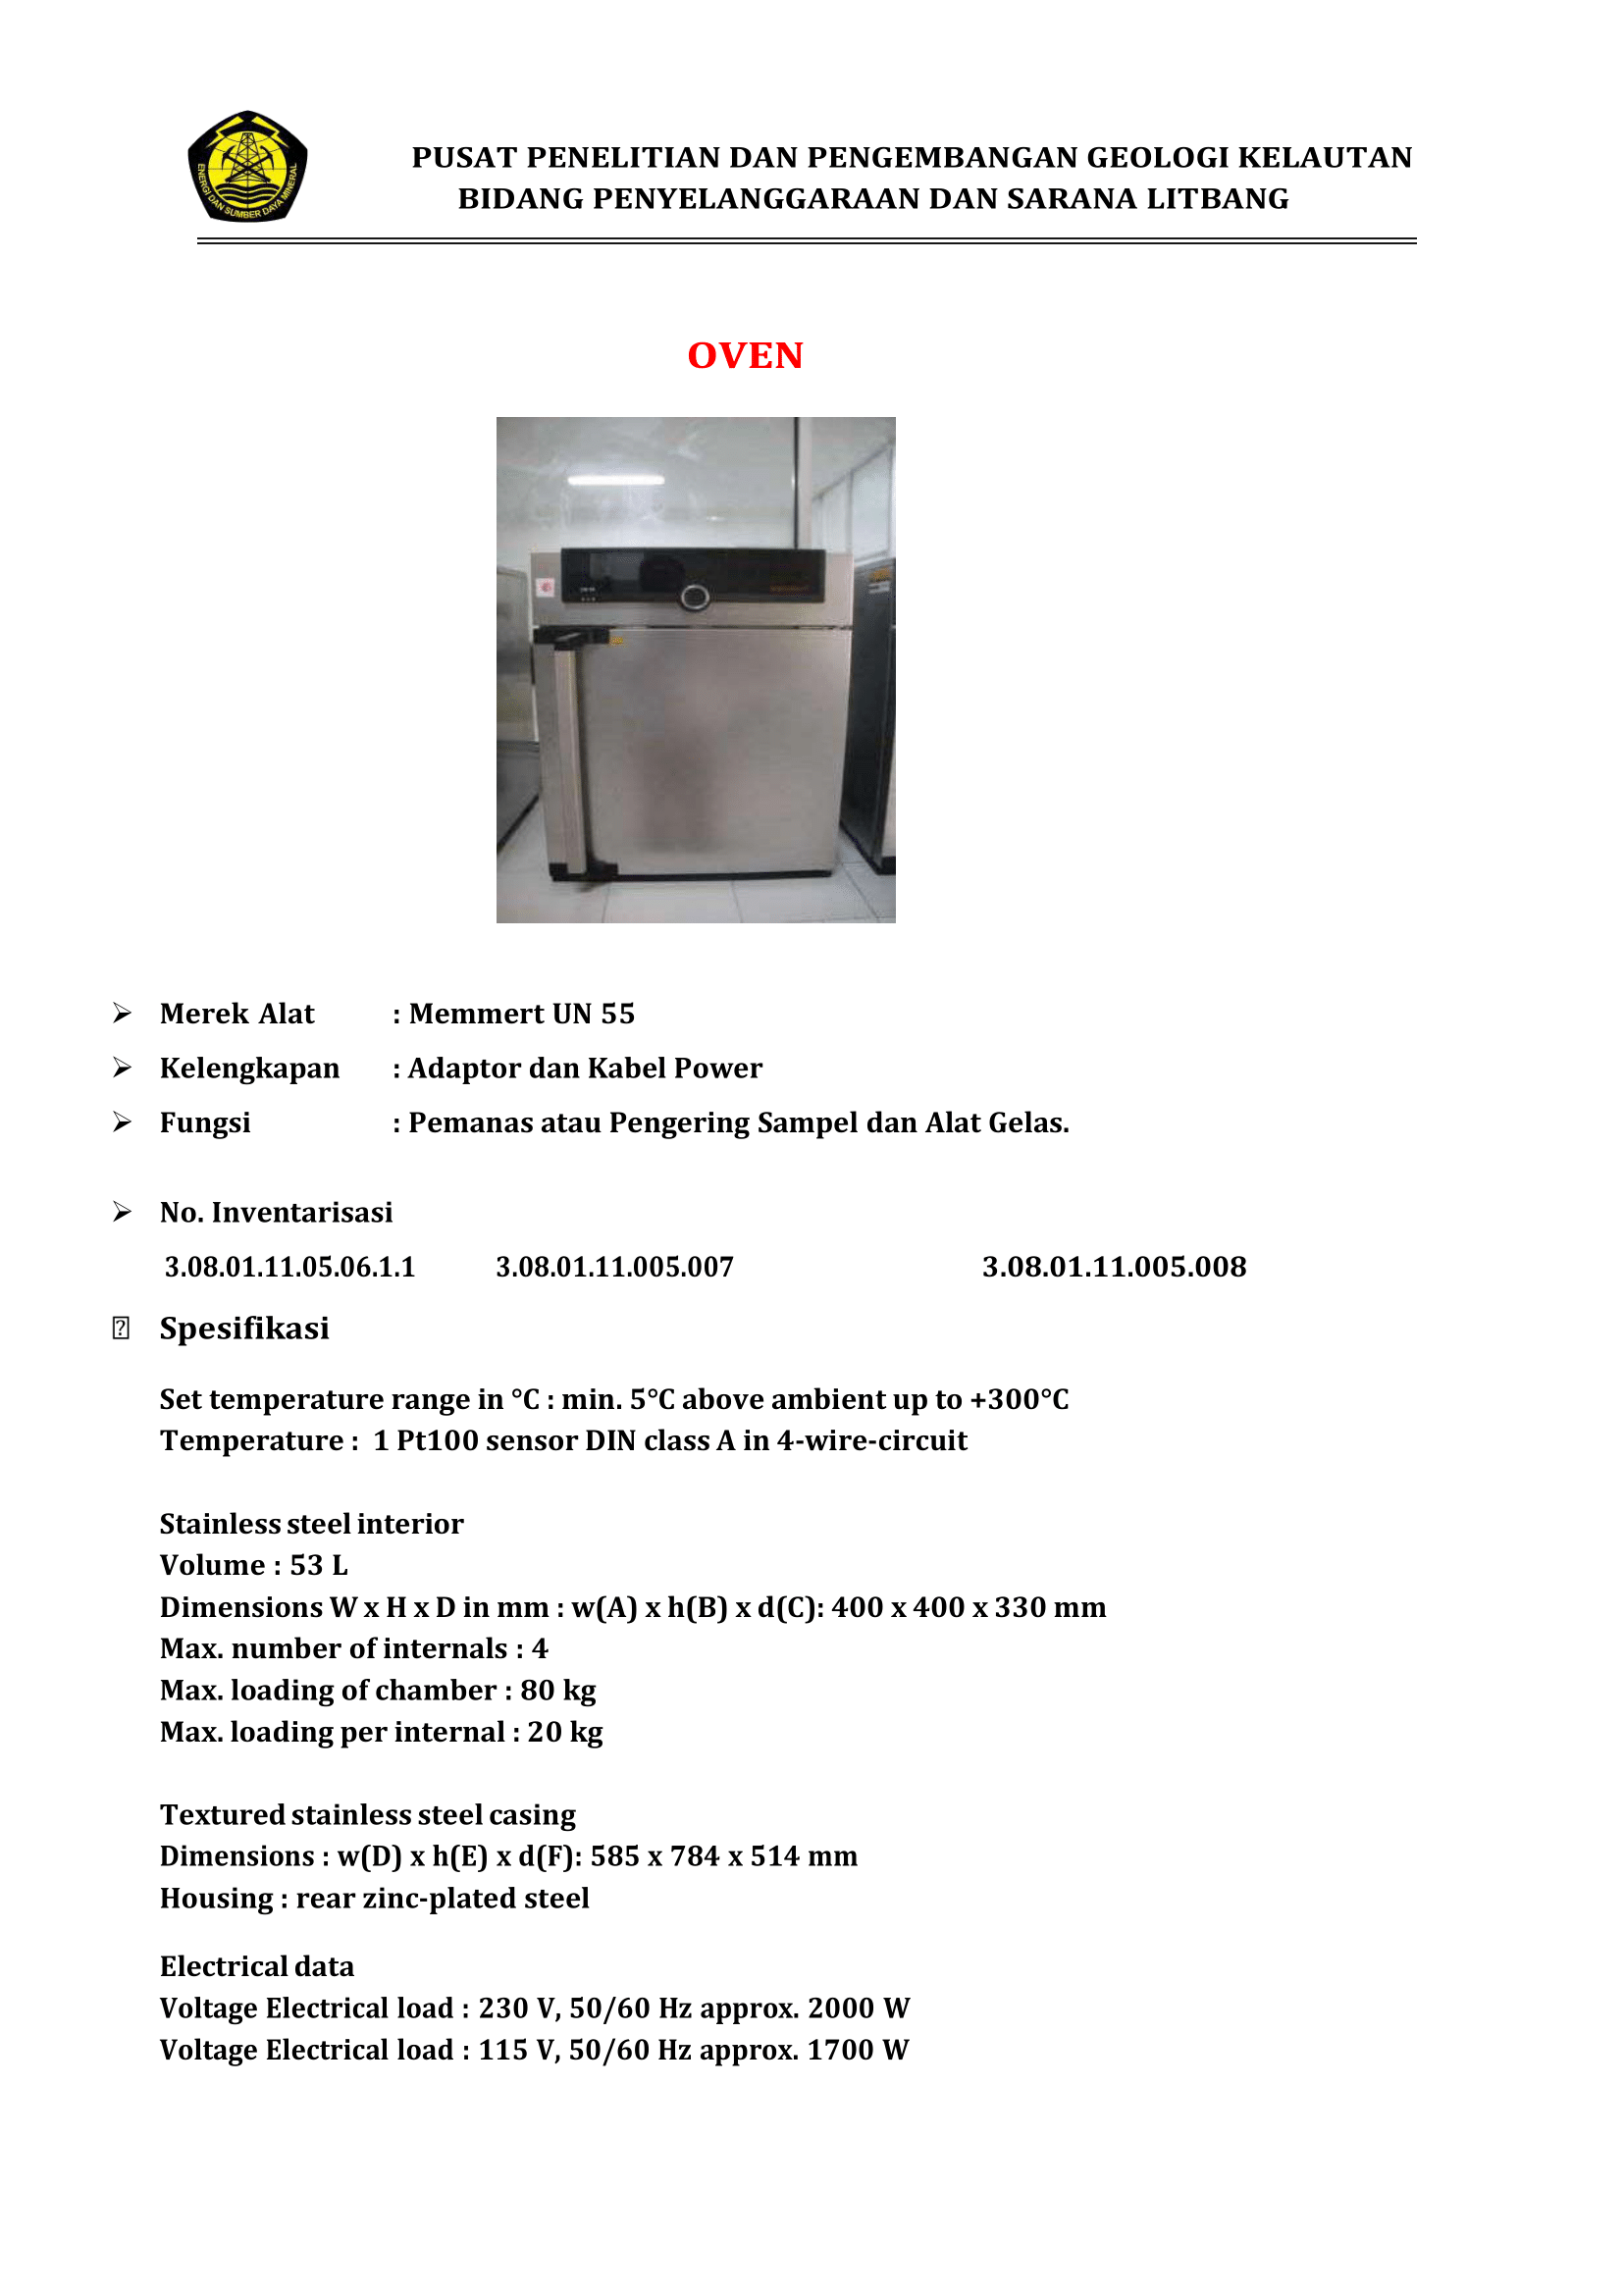 ENERGI DAN SUMBER DAYA MINERAL
PUSAT PENELITIAN DAN PENGEMBANGAN GEOLOGI KELAUTAN
BIDANG PENYELANGGARAAN DAN SARANA LITBANG
OVEN
➢ Merek Alat : Memmert UN 55
➢ Kelengkapan : Adaptor dan Kabel Power
➢ Fungsi : Pemanas atau Pengering Sampel dan Alat Gelas.
➢ No. Inventarisasi
3.08.01.11.05.06.1.1 3.08.01.11.005.007 3.08.01.11.005.008
⍰ Spesifikasi
Set temperature range in °C : min. 5°C above ambient up to +300°C
Temperature : 1 Pt100 sensor DIN class A in 4-wire-circuit
Stainless steel interior
Volume : 53 L
Dimensions W x H x D in mm : w(A) x h(B) x d(C): 400 x 400 x 330 mm
Max. number of internals : 4
Max. loading of chamber : 80 kg
Max. loading per internal : 20 kg
Textured stainless steel casing
Dimensions : w(D) x h(E) x d(F): 585 x 784 x 514 mm
Housing : rear zinc-plated steel
Electrical data
Voltage Electrical load : 230 V, 50/60 Hz approx. 2000 W
Voltage Electrical load : 115 V, 50/60 Hz approx. 1700 W